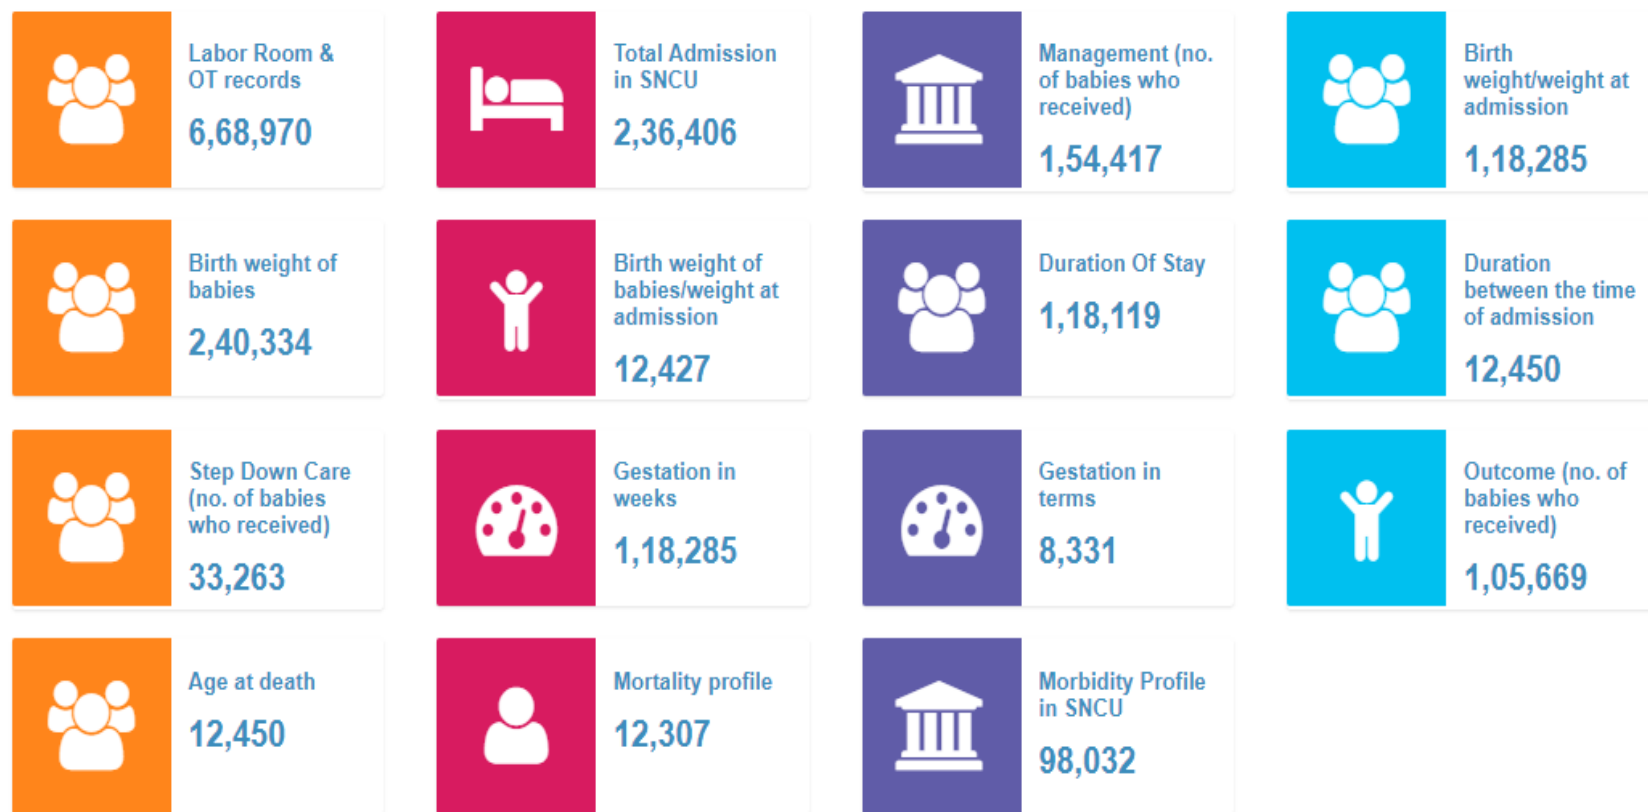 Labor Room &
OT records
6,68,970
Total Admission
in SNCU
2,36,406
Management (no.
of babies who
received)
1,54,417
Birth
weight/weight at
admission
1,18,285
Birth weight of
babies
2,40,334
Birth weight of
babies/weight at
admission
12,427
Duration Of Stay
1,18,119
Duration
between the time
of admission
12,450
Step Down Care
(no. of babies
who received)
33,263
Gestation in
weeks
1,18,285
Gestation in
terms
8,331
Outcome (no. of
babies who
received)
1,05,669
Age at death
12,450
Mortality profile
12,307
Morbidity Profile
in SNCU
98,032